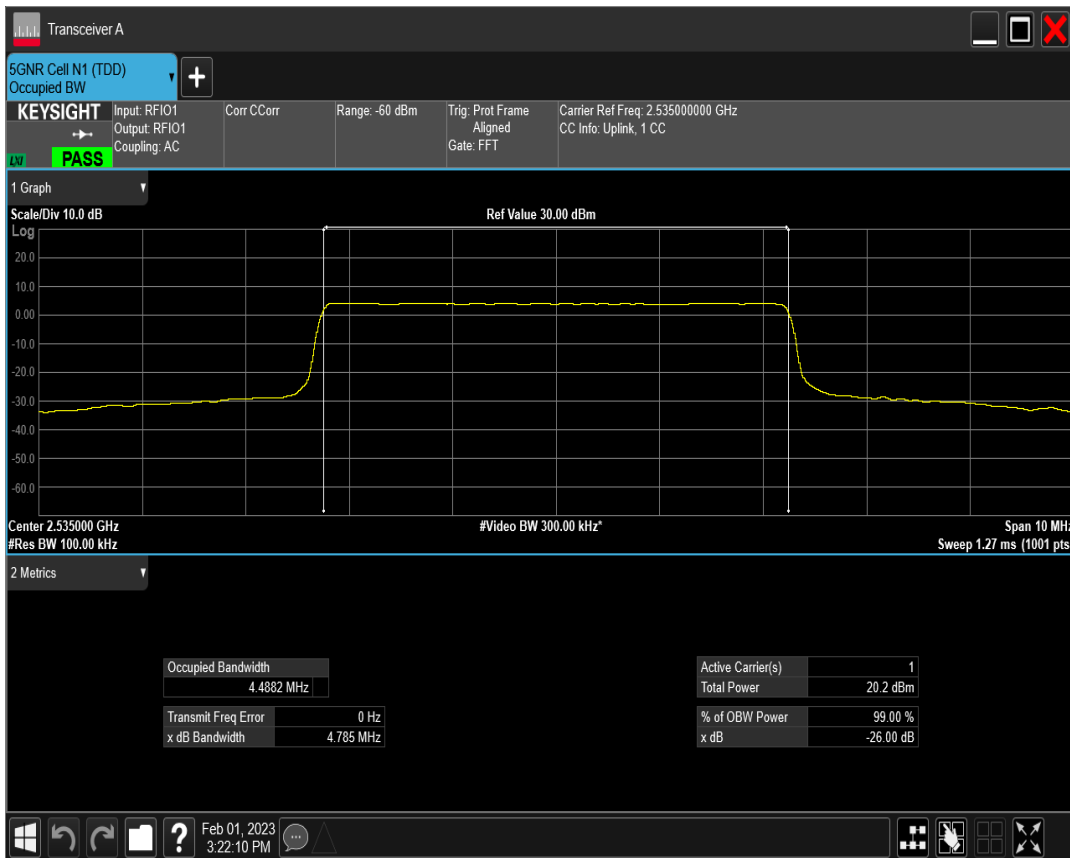 Transceiver A
5GNR Cell N1 (TDD)
Occupied BW
+
KEYSIGHT
LXI
PASS
Input: RFIO1
Output: RFIO1
Coupling: AC
Corr CCorr
Range: -60 dBm
Trig: Prot Frame
Aligned
Gate: FFT
Carrier Ref Freq: 2.535000000 GHz
CC Info: Uplink, 1 CC
1 Graph
Scale/Div 10.0 dB
Ref Value 30.00 dBm
Log
20.0
10.0
0.00
-10.0
-20.0
-30.0
-40.0
-50.0
-60.0
Center 2.535000 GHz
#Video BW 300.00 kHz*
Span 10 MHz
#Res BW 100.00 kHz
Sweep 1.27 ms (1001 pts
2 Metrics
Occupied Bandwidth
4.4882 MHz
Transmit Freq Error 0 Hz
x dB Bandwidth 4.785 MHz
Active Carrier(s) 1
Total Power 20.2 dBm
% of OBW Power 99.00 %
x dB -26.00 dB
?
Feb 01, 2023
3:22:10 PM